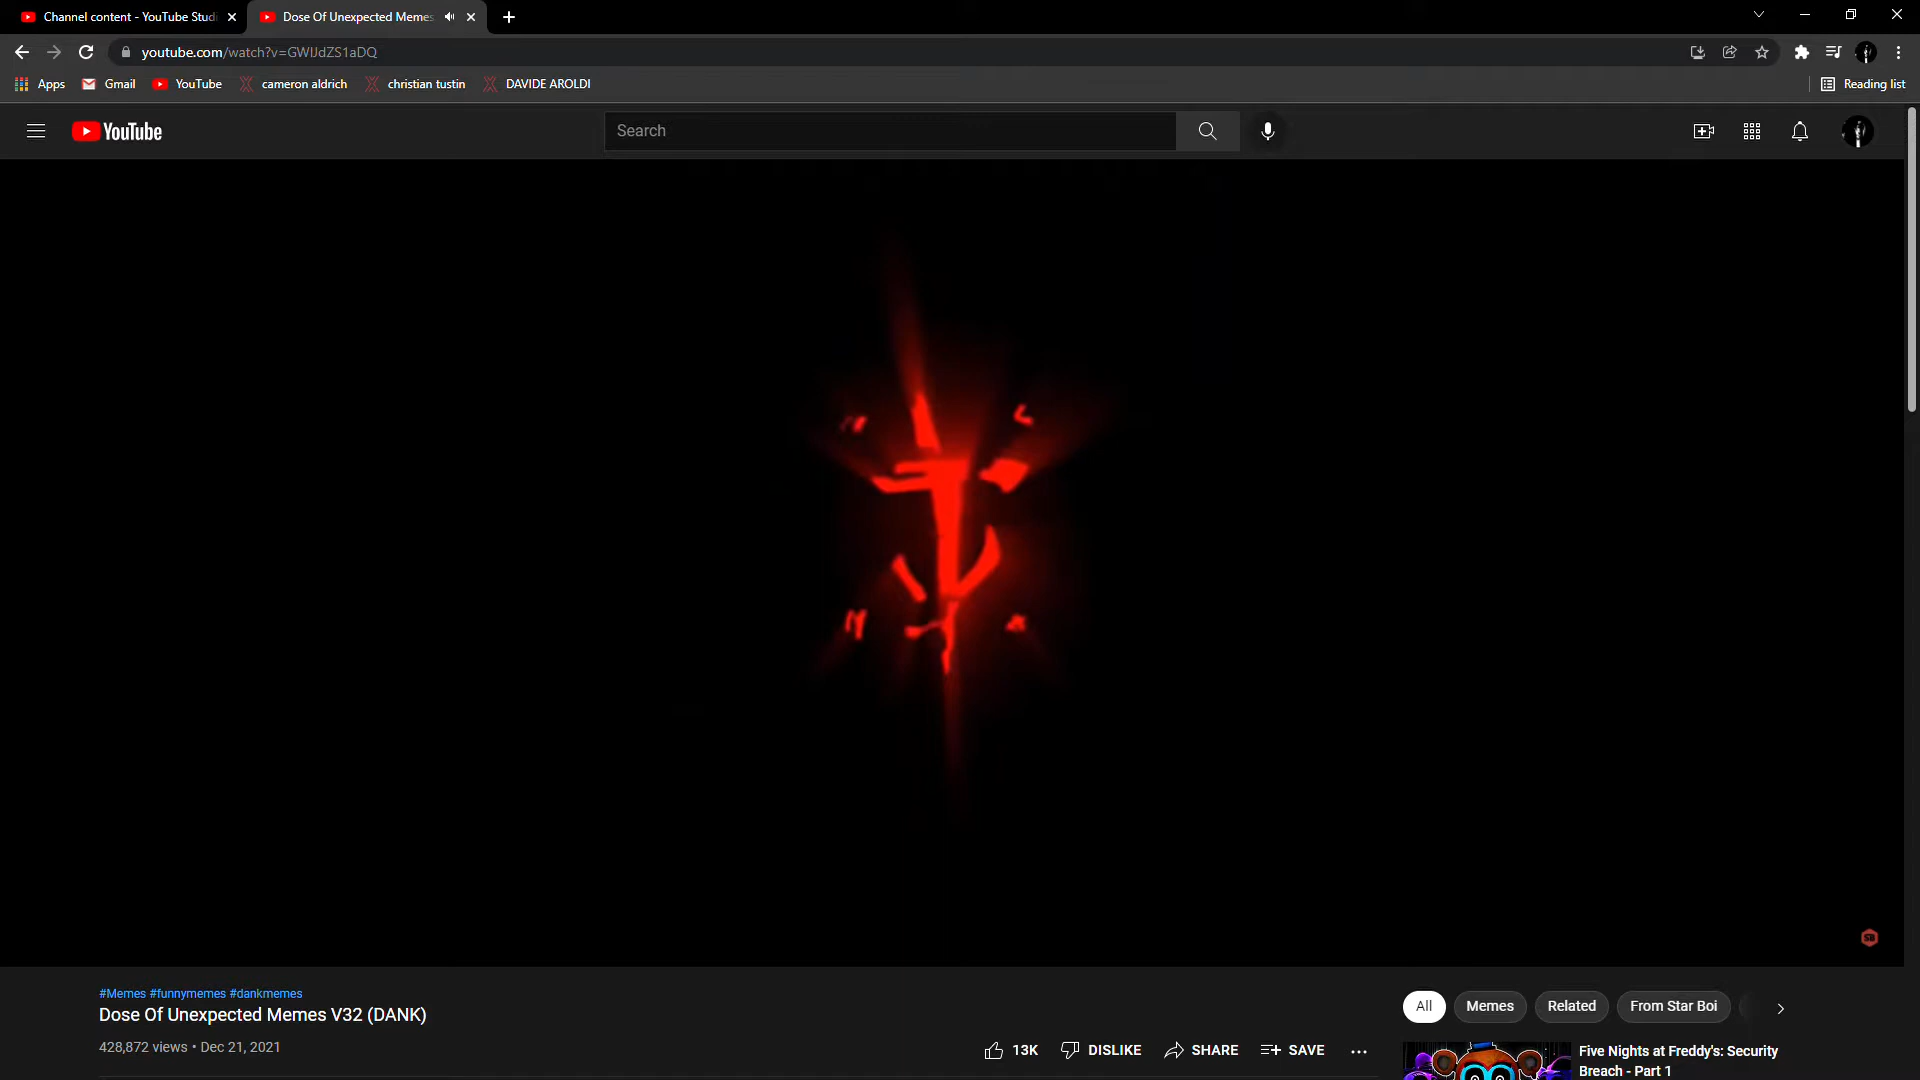 Channel content - YouTube Studi
Dose Of Unexpected Memes
youtube.com/watch?v=GWIJdZS1aDQ
Apps
Gmail
YouTube
cameron aldrich
christian tustin
DAVIDE AROLDI
Reading list
YouTube
Search
#Memes #funnymemes #dankmemes
Dose Of Unexpected Memes V32 (DANK)
428,872 views • Dec 21, 2021
13K
DISLIKE
SHARE
SAVE
All
Memes
Related
From Star Boi
Five Nights at Freddy's: Security
Breach - Part 1